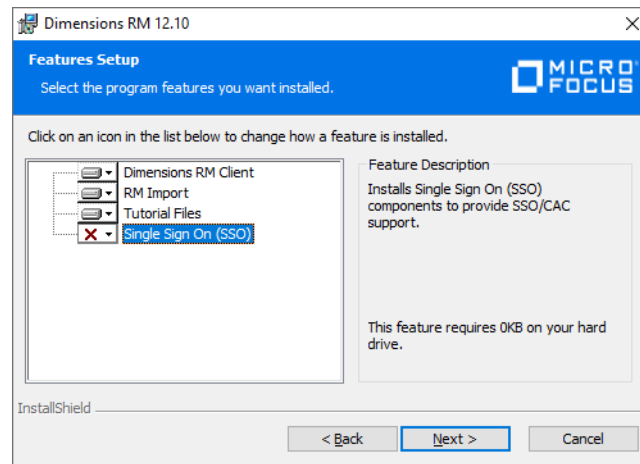 Dimensions RM 12.10
Features Setup
Select the program features you want installed.
MICRO
FOCUS
Click on an icon in the list below to change how a feature is installed.
Dimensions RM Client
RM Import
Tutorial Files
Single Sign On (SSO)
Feature Description
Installs Single Sign On (SSO)
components to provide SSO/CAC
support.
This feature requires 0KB on your hard
drive.
InstallShield
< Back
Next >
Cancel